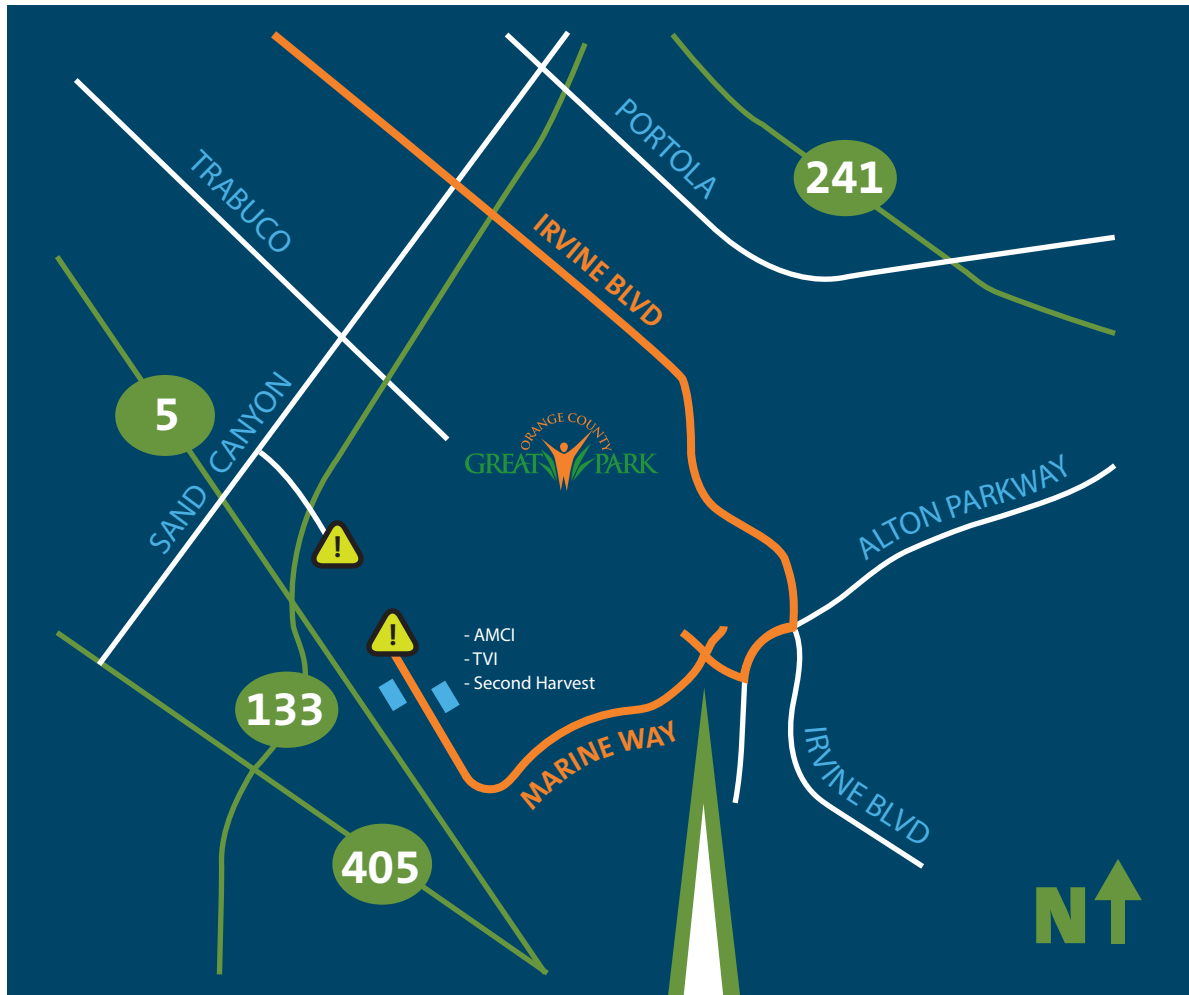 PORTOLA
241
TRABUCO
IRVINE BLVD
5
SAND CANYON
ORANGE COUNTY
GREAT PARK
ALTON PARKWAY
!
!
- AMCI
- TVI
- Second Harvest
133
MARINE WAY
IRVINE BLVD
405
N